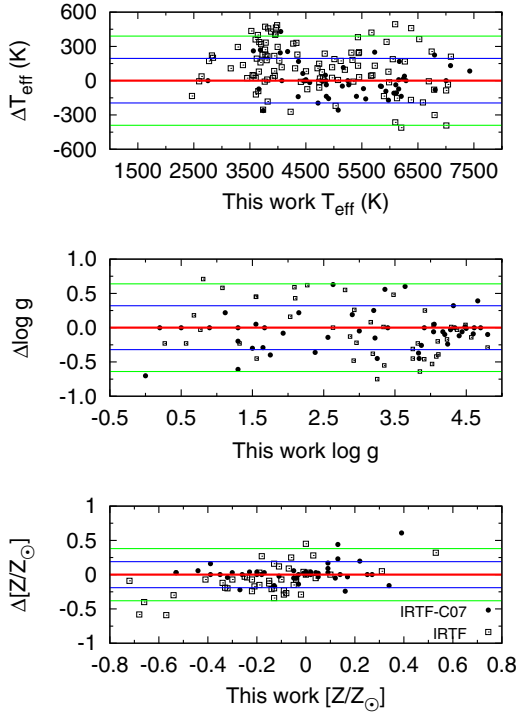 600
300
0
-300
-600
ΔT_eff (K)
1500 2500 3500 4500 5500 6500 7500
This work T_eff (K)
1.0
0.5
0.0
-0.5
-1.0
Δlog g
-0.5 0.5 1.5 2.5 3.5 4.5
This work log g
1
0.5
0
-0.5
-1
Δ[Z/Z⊙]
IRTF-C07
IRTF
-0.8 -0.6 -0.4 -0.2 0 0.2 0.4 0.6 0.8
This work [Z/Z⊙]